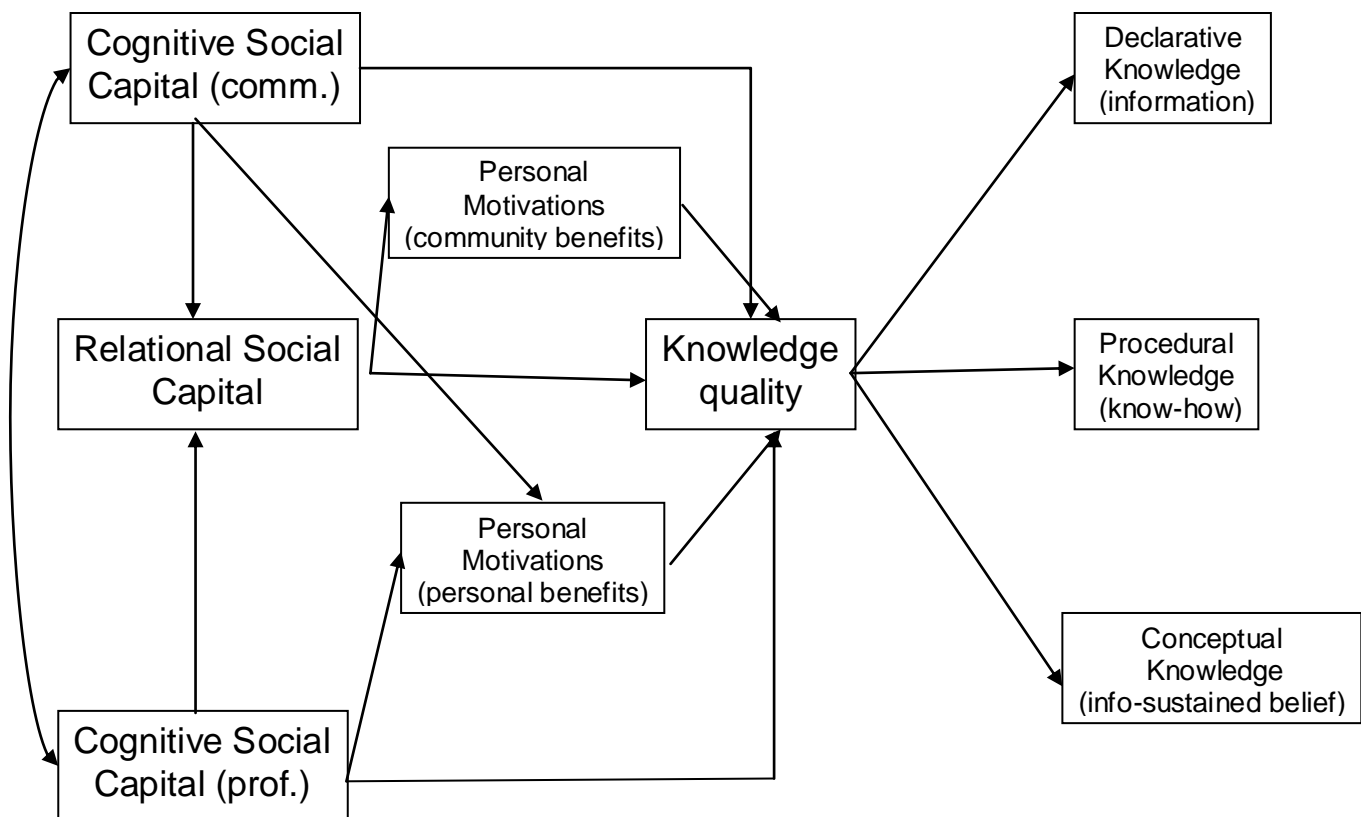 Cognitive Social
Capital (comm.)
Declarative
Knowledge
(information)
Personal
Motivations
(community benefits)
Relational Social
Capital
Knowledge
quality
Procedural
Knowledge
(know-how)
Personal
Motivations
(personal benefits)
Conceptual
Knowledge
(info-sustained belief)
Cognitive Social
Capital (prof.)